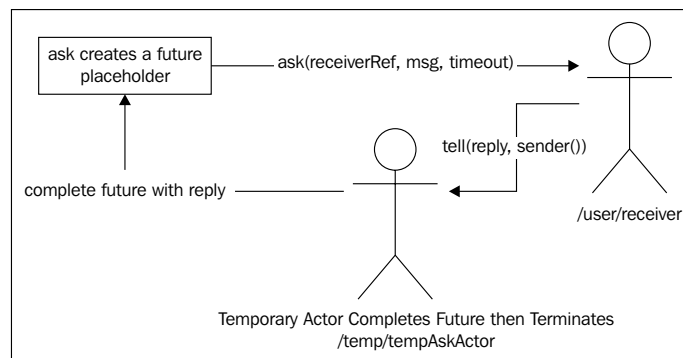 ask creates a future
placeholder
ask(receiverRef, msg, timeout)
tell(reply, sender())
complete future with reply
/user/receiver
Temporary Actor Completes Future then Terminates
/temp/tempAskActor